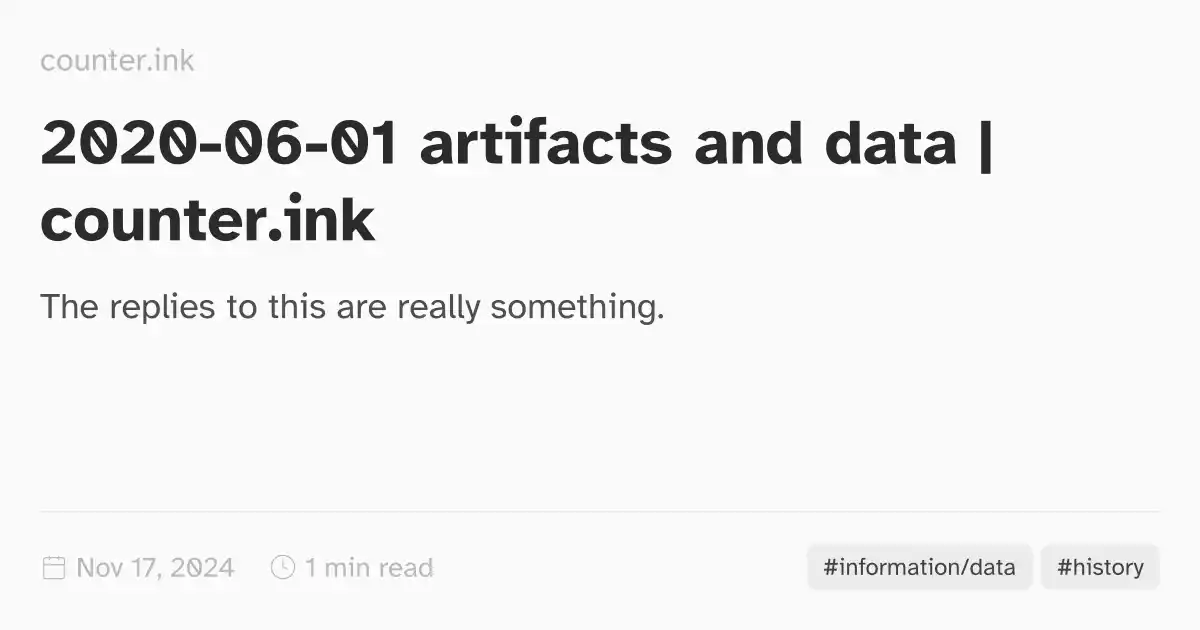 counter.ink
2020-06-01 artifacts and data |
counter.ink
The replies to this are really something.
Nov 17, 2024 1 min read #information/data #history